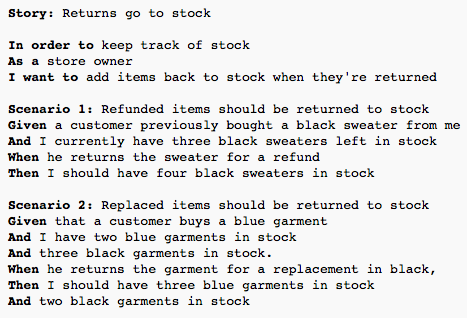 Story: Returns go to stock
In order to keep track of stock
As a store owner
I want to add items back to stock when they're returned
Scenario 1: Refunded items should be returned to stock
Given a customer previously bought a black sweater from me
And I currently have three black sweaters left in stock
When he returns the sweater for a refund
Then I should have four black sweaters in stock
Scenario 2: Replaced items should be returned to stock
Given that a customer buys a blue garment
And I have two blue garments in stock
And three black garments in stock.
When he returns the garment for a replacement in black,
Then I should have three blue garments in stock
And two black garments in stock